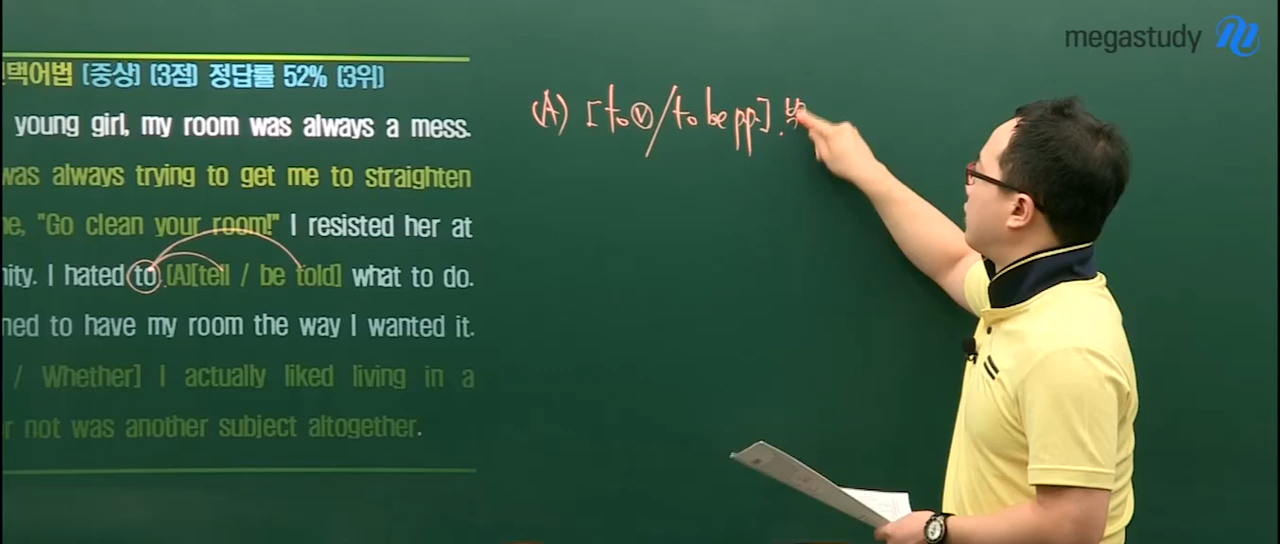 megastudy
택어법 (중상) (3점) 정답률 52% (3위)
young girl, my room was always a mess.
was always trying to get me to straighten
me, "Go clean your room!" I resisted her at
I hated to [A][tell / be told] what to do.
to have my room the way I wanted it.
/ Whether] I actually liked living in a
not was another subject altogether.
(A) [to ⓥ/to be pp].